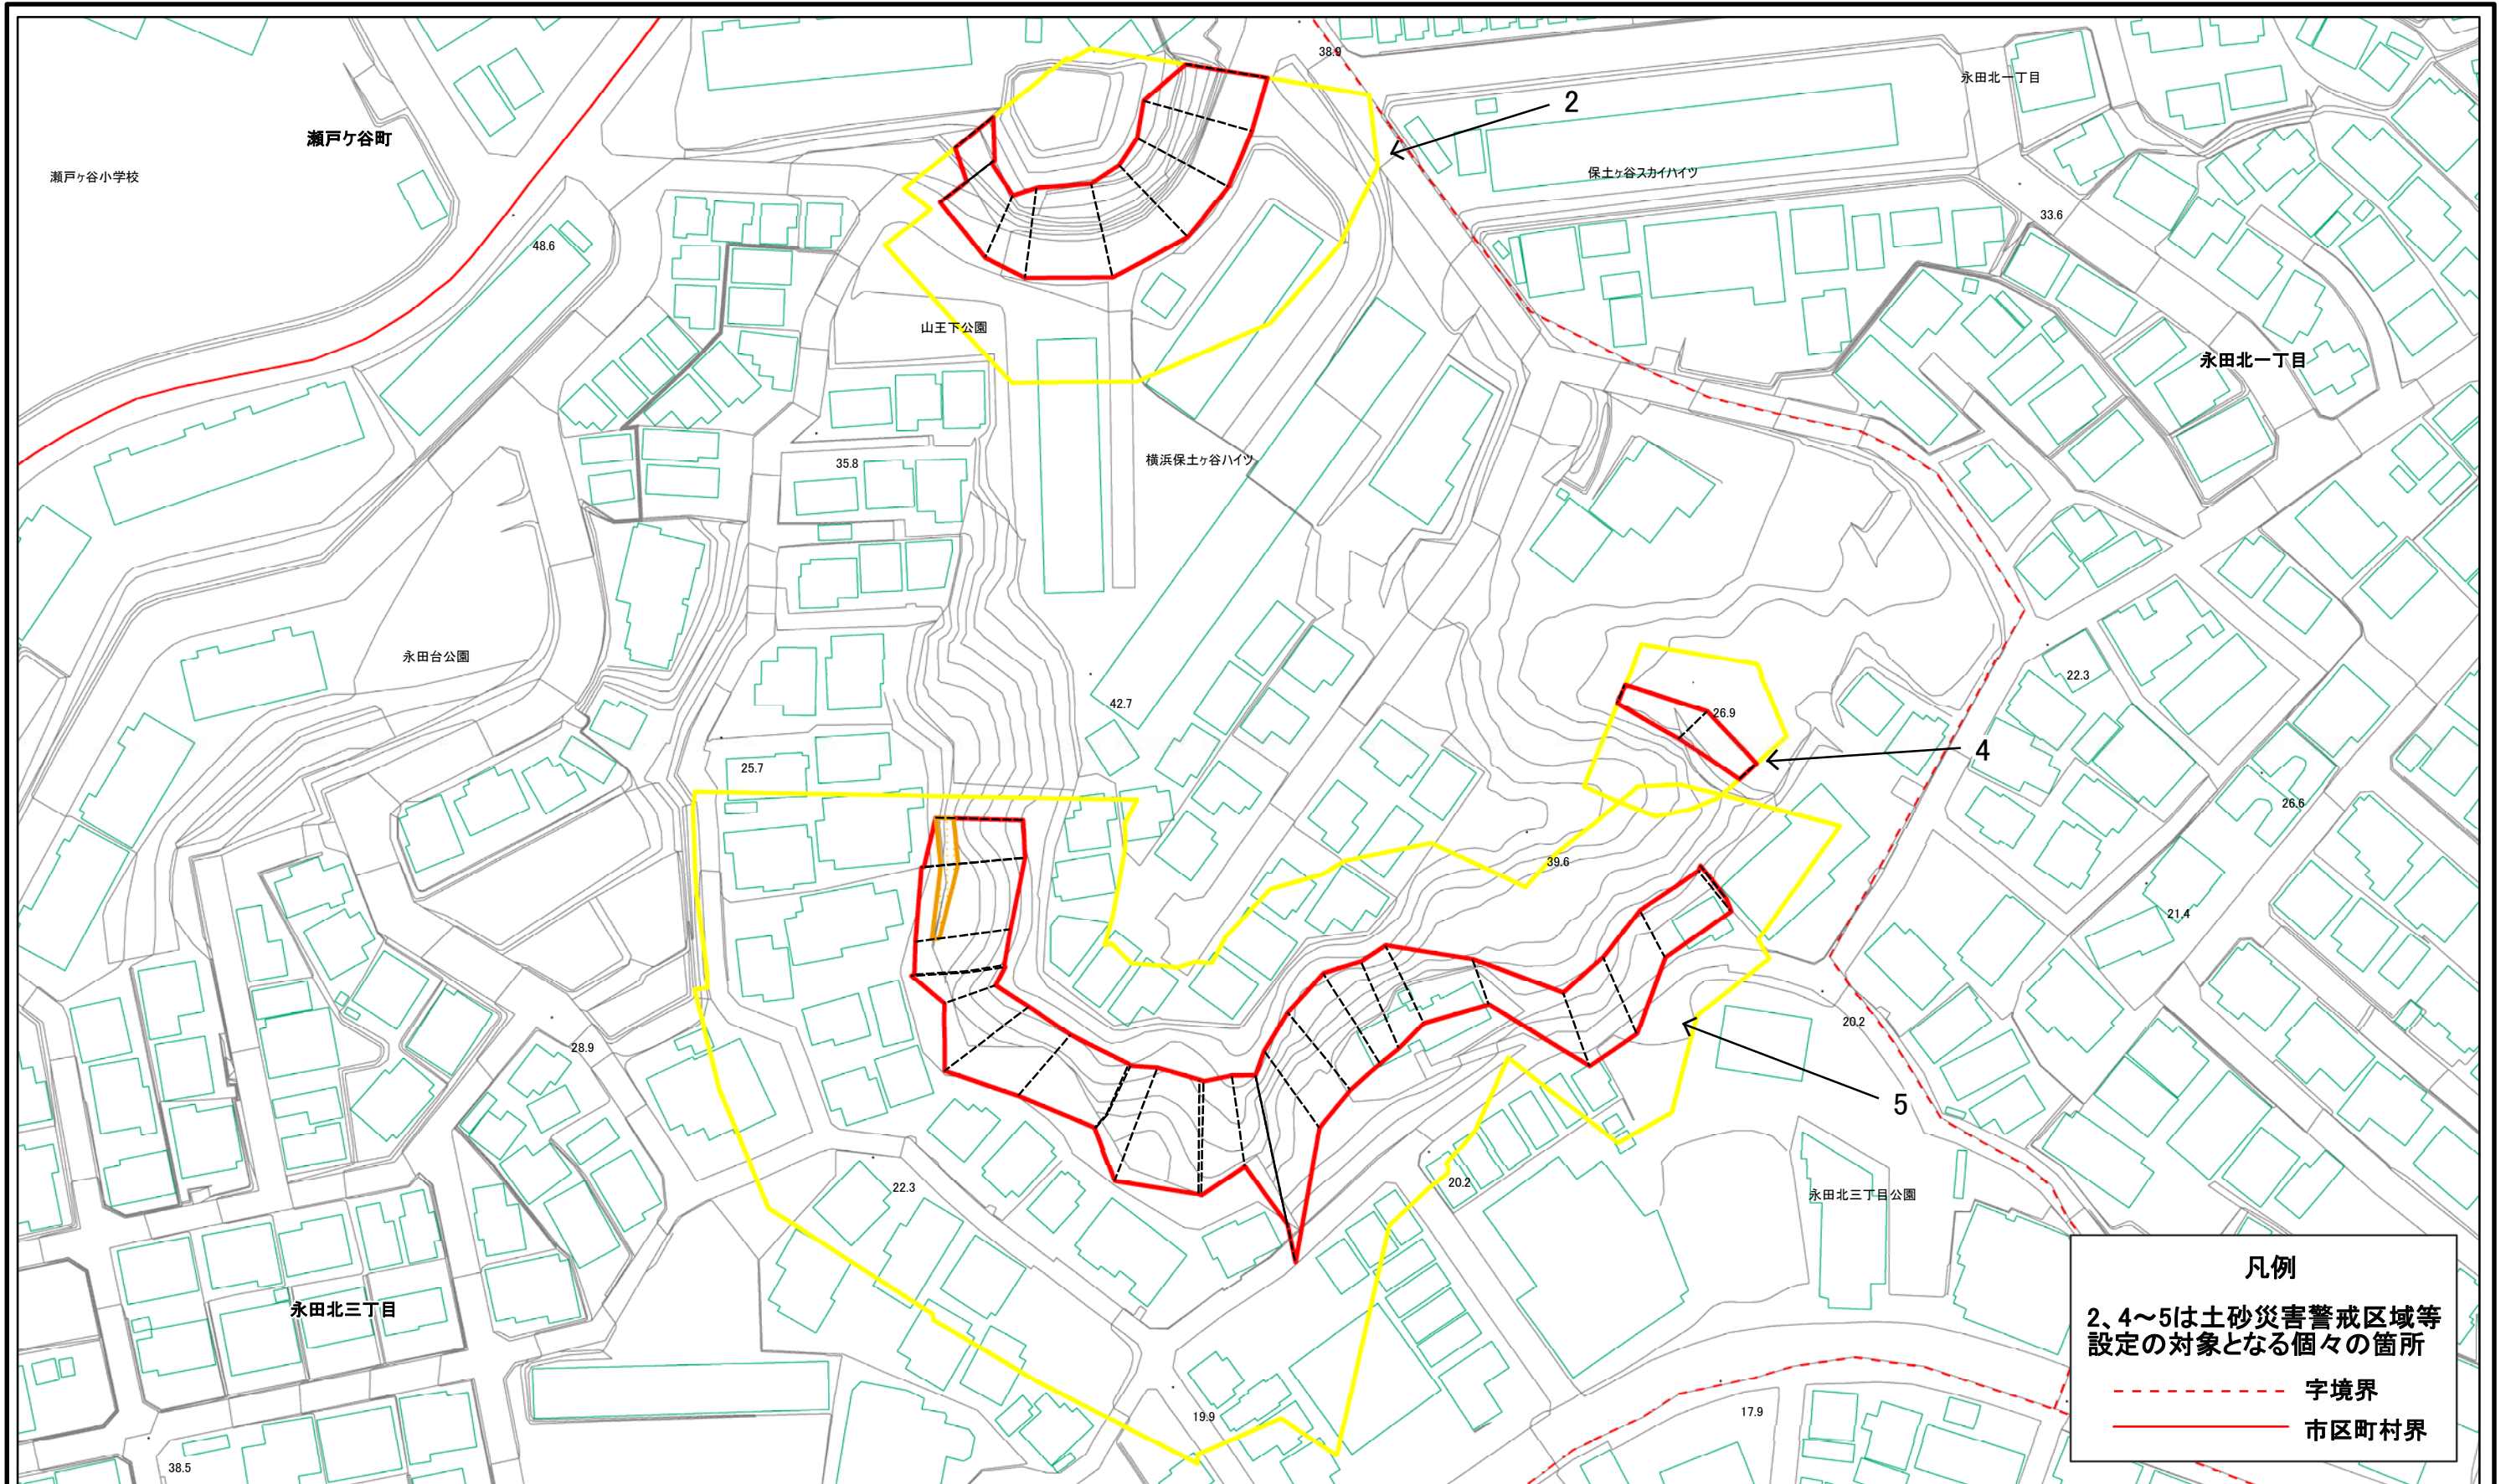 38.9
永田北一丁目
2
瀬戸ケ谷町
瀬戸ヶ谷小学校
保土ヶ谷スカイハイツ
33.6
48.6
山王下公園
永田北一丁目
35.8
横浜保土ヶ谷ハイツ
永田台公園
22.3
42.7
26.9
4
25.7
26.6
39.6
21.4
20.2
28.9
5
22.3
20.2
永田北三丁目公園
永田北三丁目
19.9
17.9
38.5
凡例
2、4～5は土砂災害警戒区域等
設定の対象となる個々の箇所
字境界
市区町村界